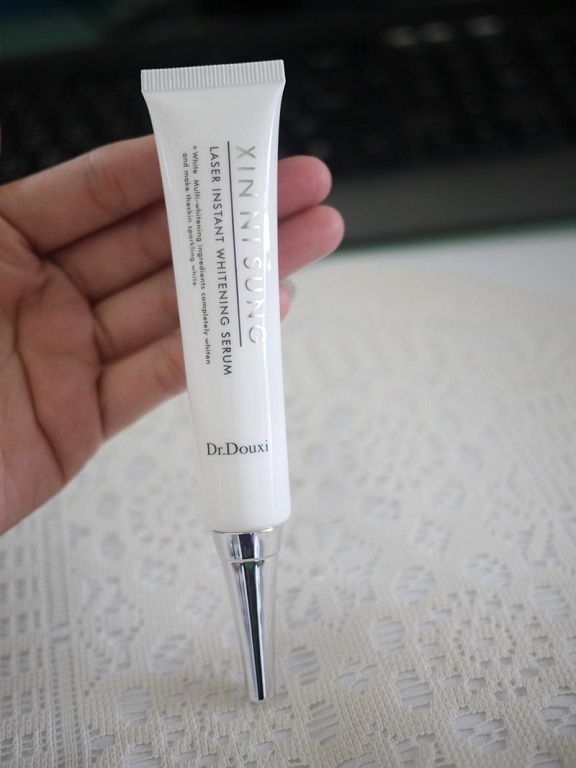 XIN NI SUNG
LASER INSTANT WHITENING SERUM
※White Multi-whitening ingredients completely whiten
and make theskin sparkling white.
Dr.Douxi